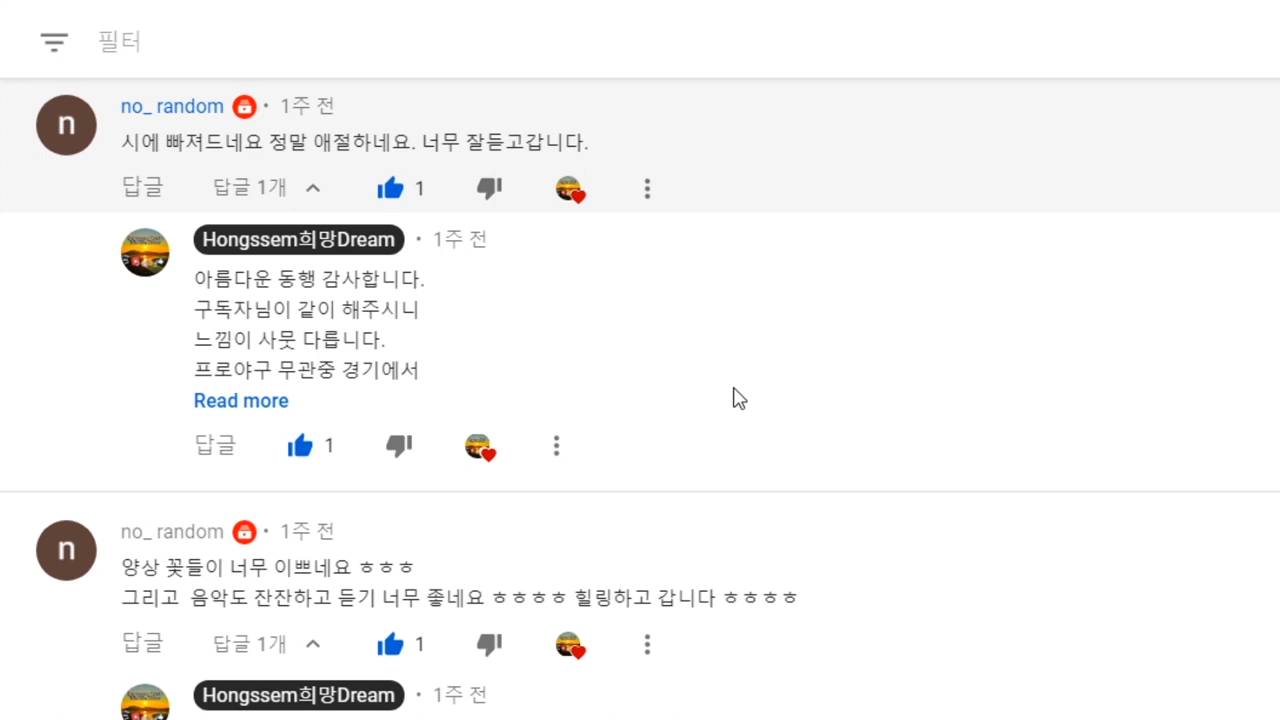 필터
no_ random • 1주 전
시에 빠져드네요 정말 애절하네요. 너무 잘듣고갑니다.
답글 답글 1개 1
Hongssem희망Dream • 1주 전
아름다운 동행 감사합니다.
구독자님이 같이 해주시니
느낌이 사뭇 다릅니다.
프로야구 무관중 경기에서
Read more
답글 1
no_ random • 1주 전
양상 꽃들이 너무 이쁘네요 ㅎㅎㅎ
그리고  음악도 잔잔하고 듣기 너무 좋네요 ㅎㅎㅎㅎ 힐링하고 갑니다 ㅎㅎㅎㅎ
답글 답글 1개 1
Hongssem희망Dream • 1주 전